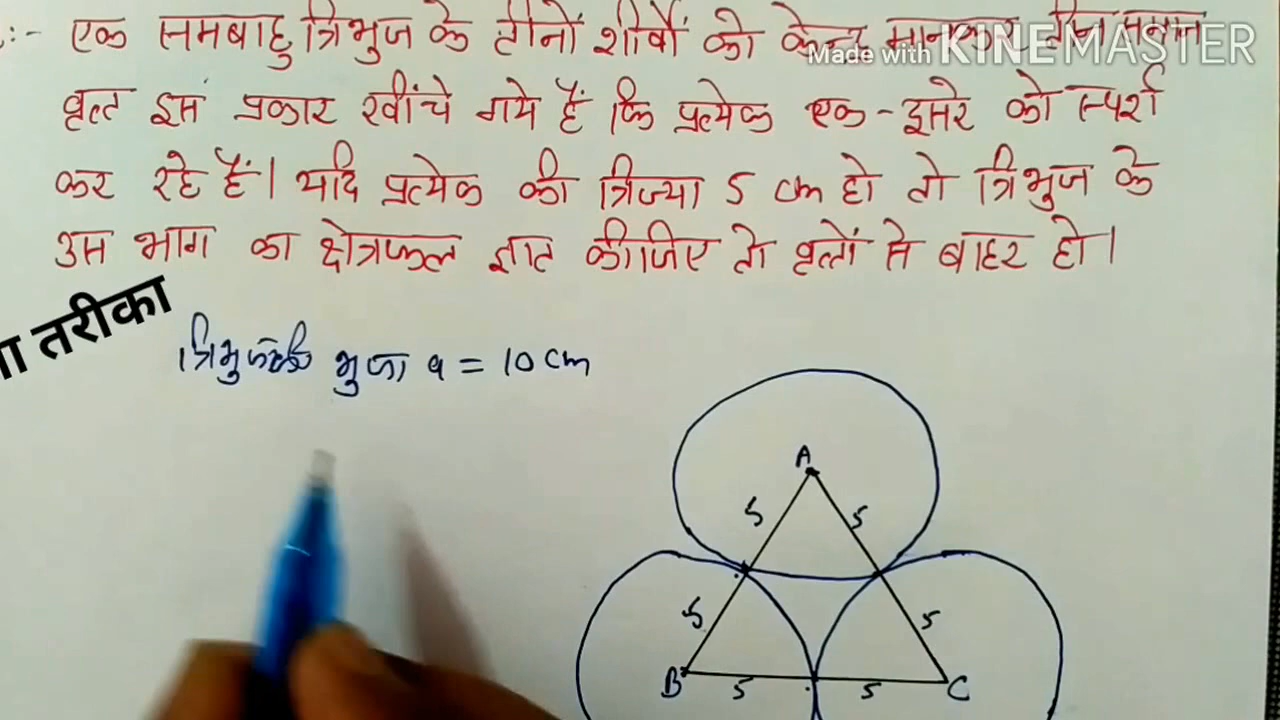 :- एक समबाहु त्रिभुज के तीनों शीर्षों को केन्द्र मानकर तीन समान
Made with KINEMASTER
वृत्त इस प्रकार खींचे गये हैं कि प्रत्येक एक-दूसरे को स्पर्श
कर रहे हैं। यदि प्रत्येक की त्रिज्या 5 cm हो तो त्रिभुज के
उस भाग का क्षेत्रफल ज्ञात कीजिए जो वृत्तों से बाहर हो।
तरीका
त्रिभुज की भुजा a = 10 cm
A
5 5
5 5
B 5 5 C